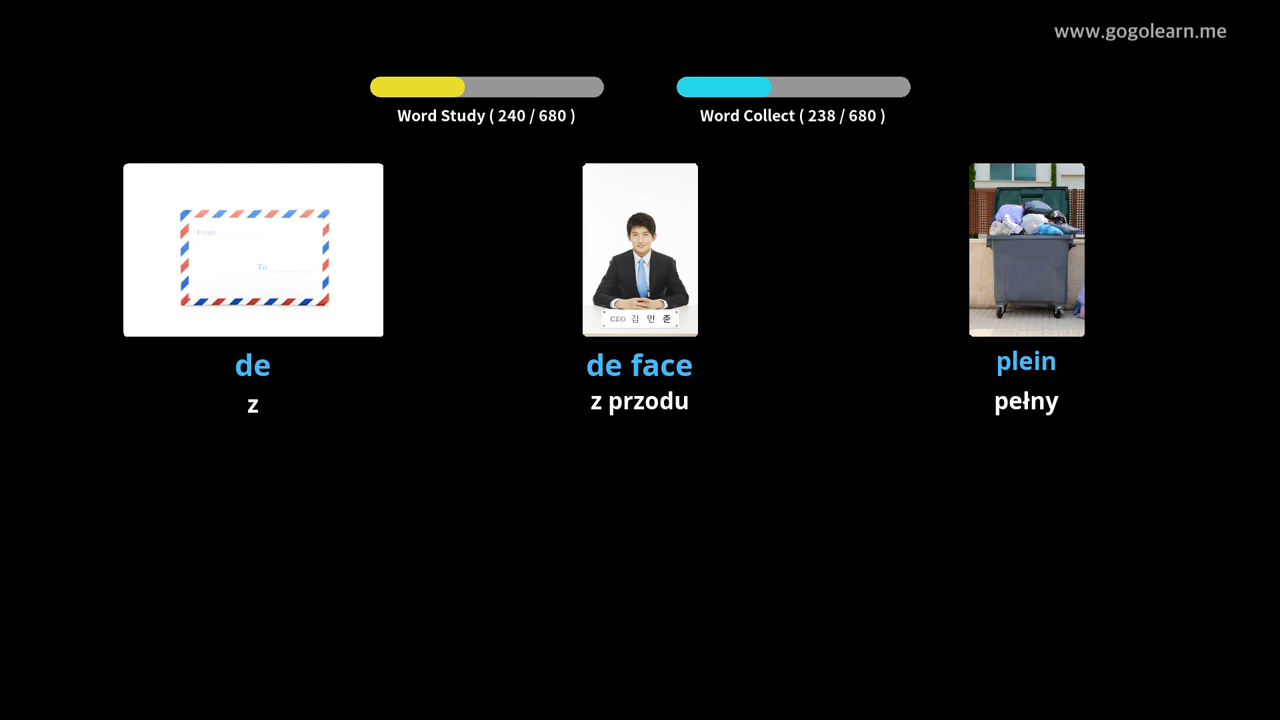 www.gogolearn.me
Word Study ( 240 / 680 )
Word Collect ( 238 / 680 )
From
To
CEO 김 민 준
de
z
de face
z przodu
plein
pełny